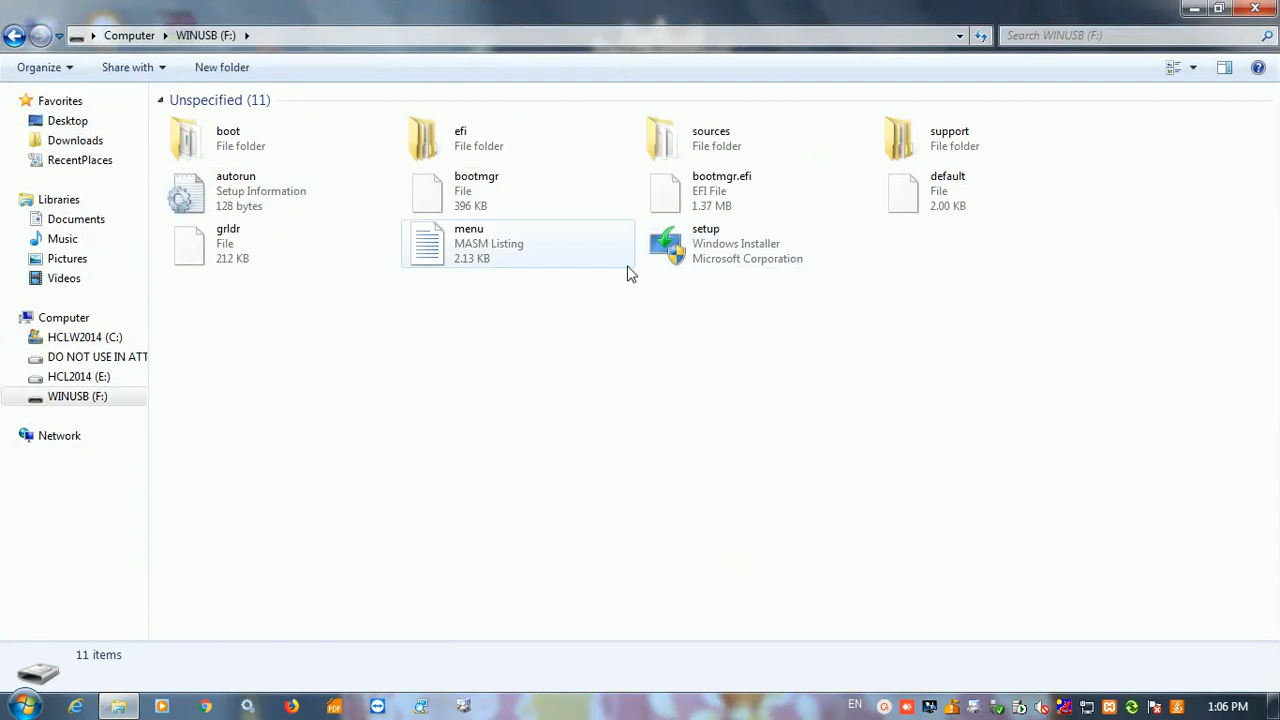 Computer
WINUSB (F:)
Search WINUSB (F:)
Organize
Share with
New folder
Favorites
Desktop
Downloads
RecentPlaces
Libraries
Documents
Music
Pictures
Videos
Computer
HCLW2014 (C:)
DO NOT USE IN ATT
HCL2014 (E:)
WINUSB (F:)
Network
Unspecified (11)
boot
File folder
efi
File folder
sources
File folder
support
File folder
autorun
Setup Information
128 bytes
bootmgr
File
396 KB
bootmgr.efi
EFI File
1.37 MB
default
File
2.00 KB
grldr
File
212 KB
menu
MASM Listing
2.13 KB
setup
Windows Installer
Microsoft Corporation
11 items
PDF
EN
1:06 PM